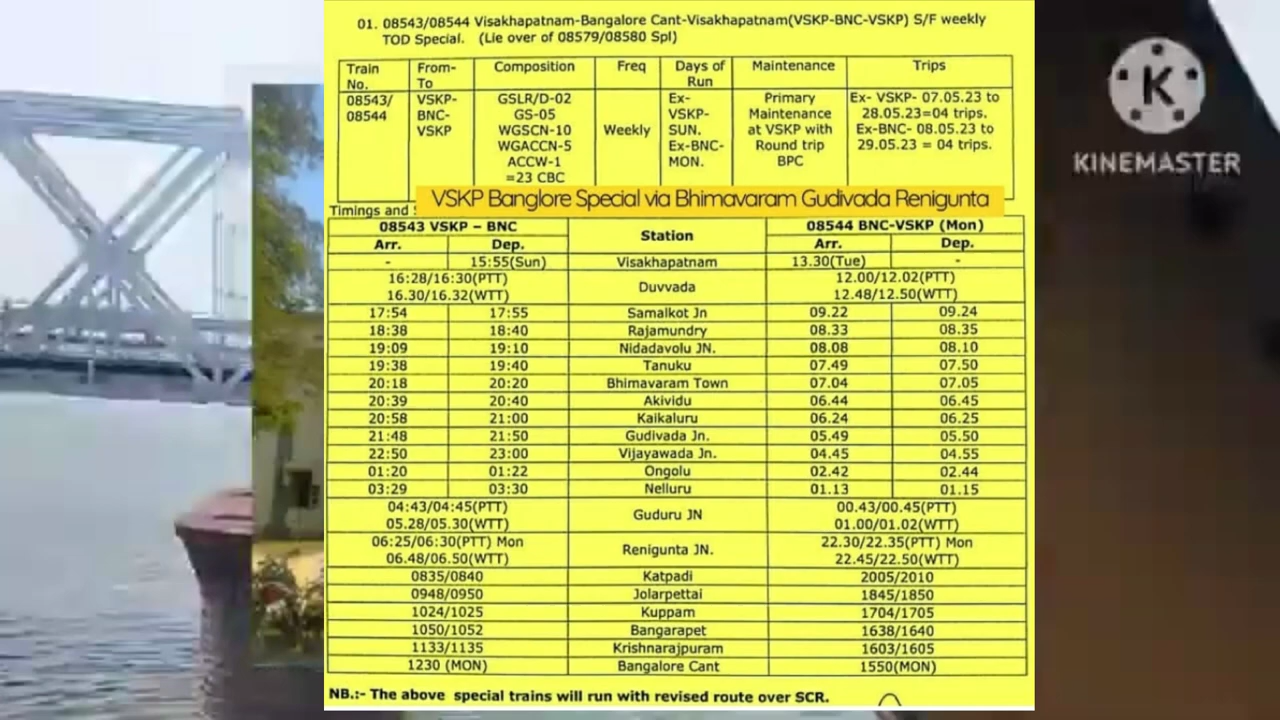 01. 08543/08544 Visakhapatnam-Bangalore Cant-Visakhapatnam(VSKP-BNC-VSKP) S/F weekly
TOD Special. (Lie over of 08579/08580 Spl)
Train No. From-To Composition Freq Days of Run Maintenance Trips
08543/ 08544 VSKP-BNC-VSKP GSLR/D-02 GS-05 WGSCN-10 WGACCN-5 ACCW-1 =23 CBC Weekly Ex-VSKP-SUN. Ex-BNC-MON. Primary Maintenance at VSKP with Round trip BPC Ex- VSKP- 07.05.23 to 28.05.23=04 trips. Ex-BNC- 08.05.23 to 29.05.23 = 04 trips.
KINEMASTER
VSKP Banglore Special via Bhimavaram Gudivada Renigunta
Timings and
08543 VSKP – BNC Station 08544 BNC-VSKP (Mon)
Arr. Dep. Arr. Dep.
- 15:55(Sun) Visakhapatnam 13.30(Tue) -
16:28/16:30(PTT) 16.30/16.32(WTT) Duvvada 12.00/12.02(PTT) 12.48/12.50(WTT)
17:54 17:55 Samalkot Jn 09.22 09.24
18:38 18:40 Rajamundry 08.33 08.35
19:09 19:10 Nidadavolu JN. 08.08 08.10
19:38 19:40 Tanuku 07.49 07.50
20:18 20:20 Bhimavaram Town 07.04 07.05
20:39 20:40 Akividu 06.44 06.45
20:58 21:00 Kaikaluru 06.24 06.25
21:48 21:50 Gudivada Jn. 05.49 05.50
22:50 23:00 Vijayawada Jn. 04.45 04.55
01:20 01:22 Ongolu 02.42 02.44
03:29 03:30 Nelluru 01.13 01.15
04:43/04:45(PTT) 05.28/05.30(WTT) Guduru JN 00.43/00.45(PTT) 01.00/01.02(WTT)
06:25/06:30(PTT) Mon 06.48/06.50(WTT) Renigunta JN. 22.30/22.35(PTT) Mon 22.45/22.50(WTT)
0835/0840 Katpadi 2005/2010
0948/0950 Jolarpettai 1845/1850
1024/1025 Kuppam 1704/1705
1050/1052 Bangarapet 1638/1640
1133/1135 Krishnarajpuram 1603/1605
1230 (MON) Bangalore Cant 1550(MON)
NB.:- The above special trains will run with revised route over SCR.